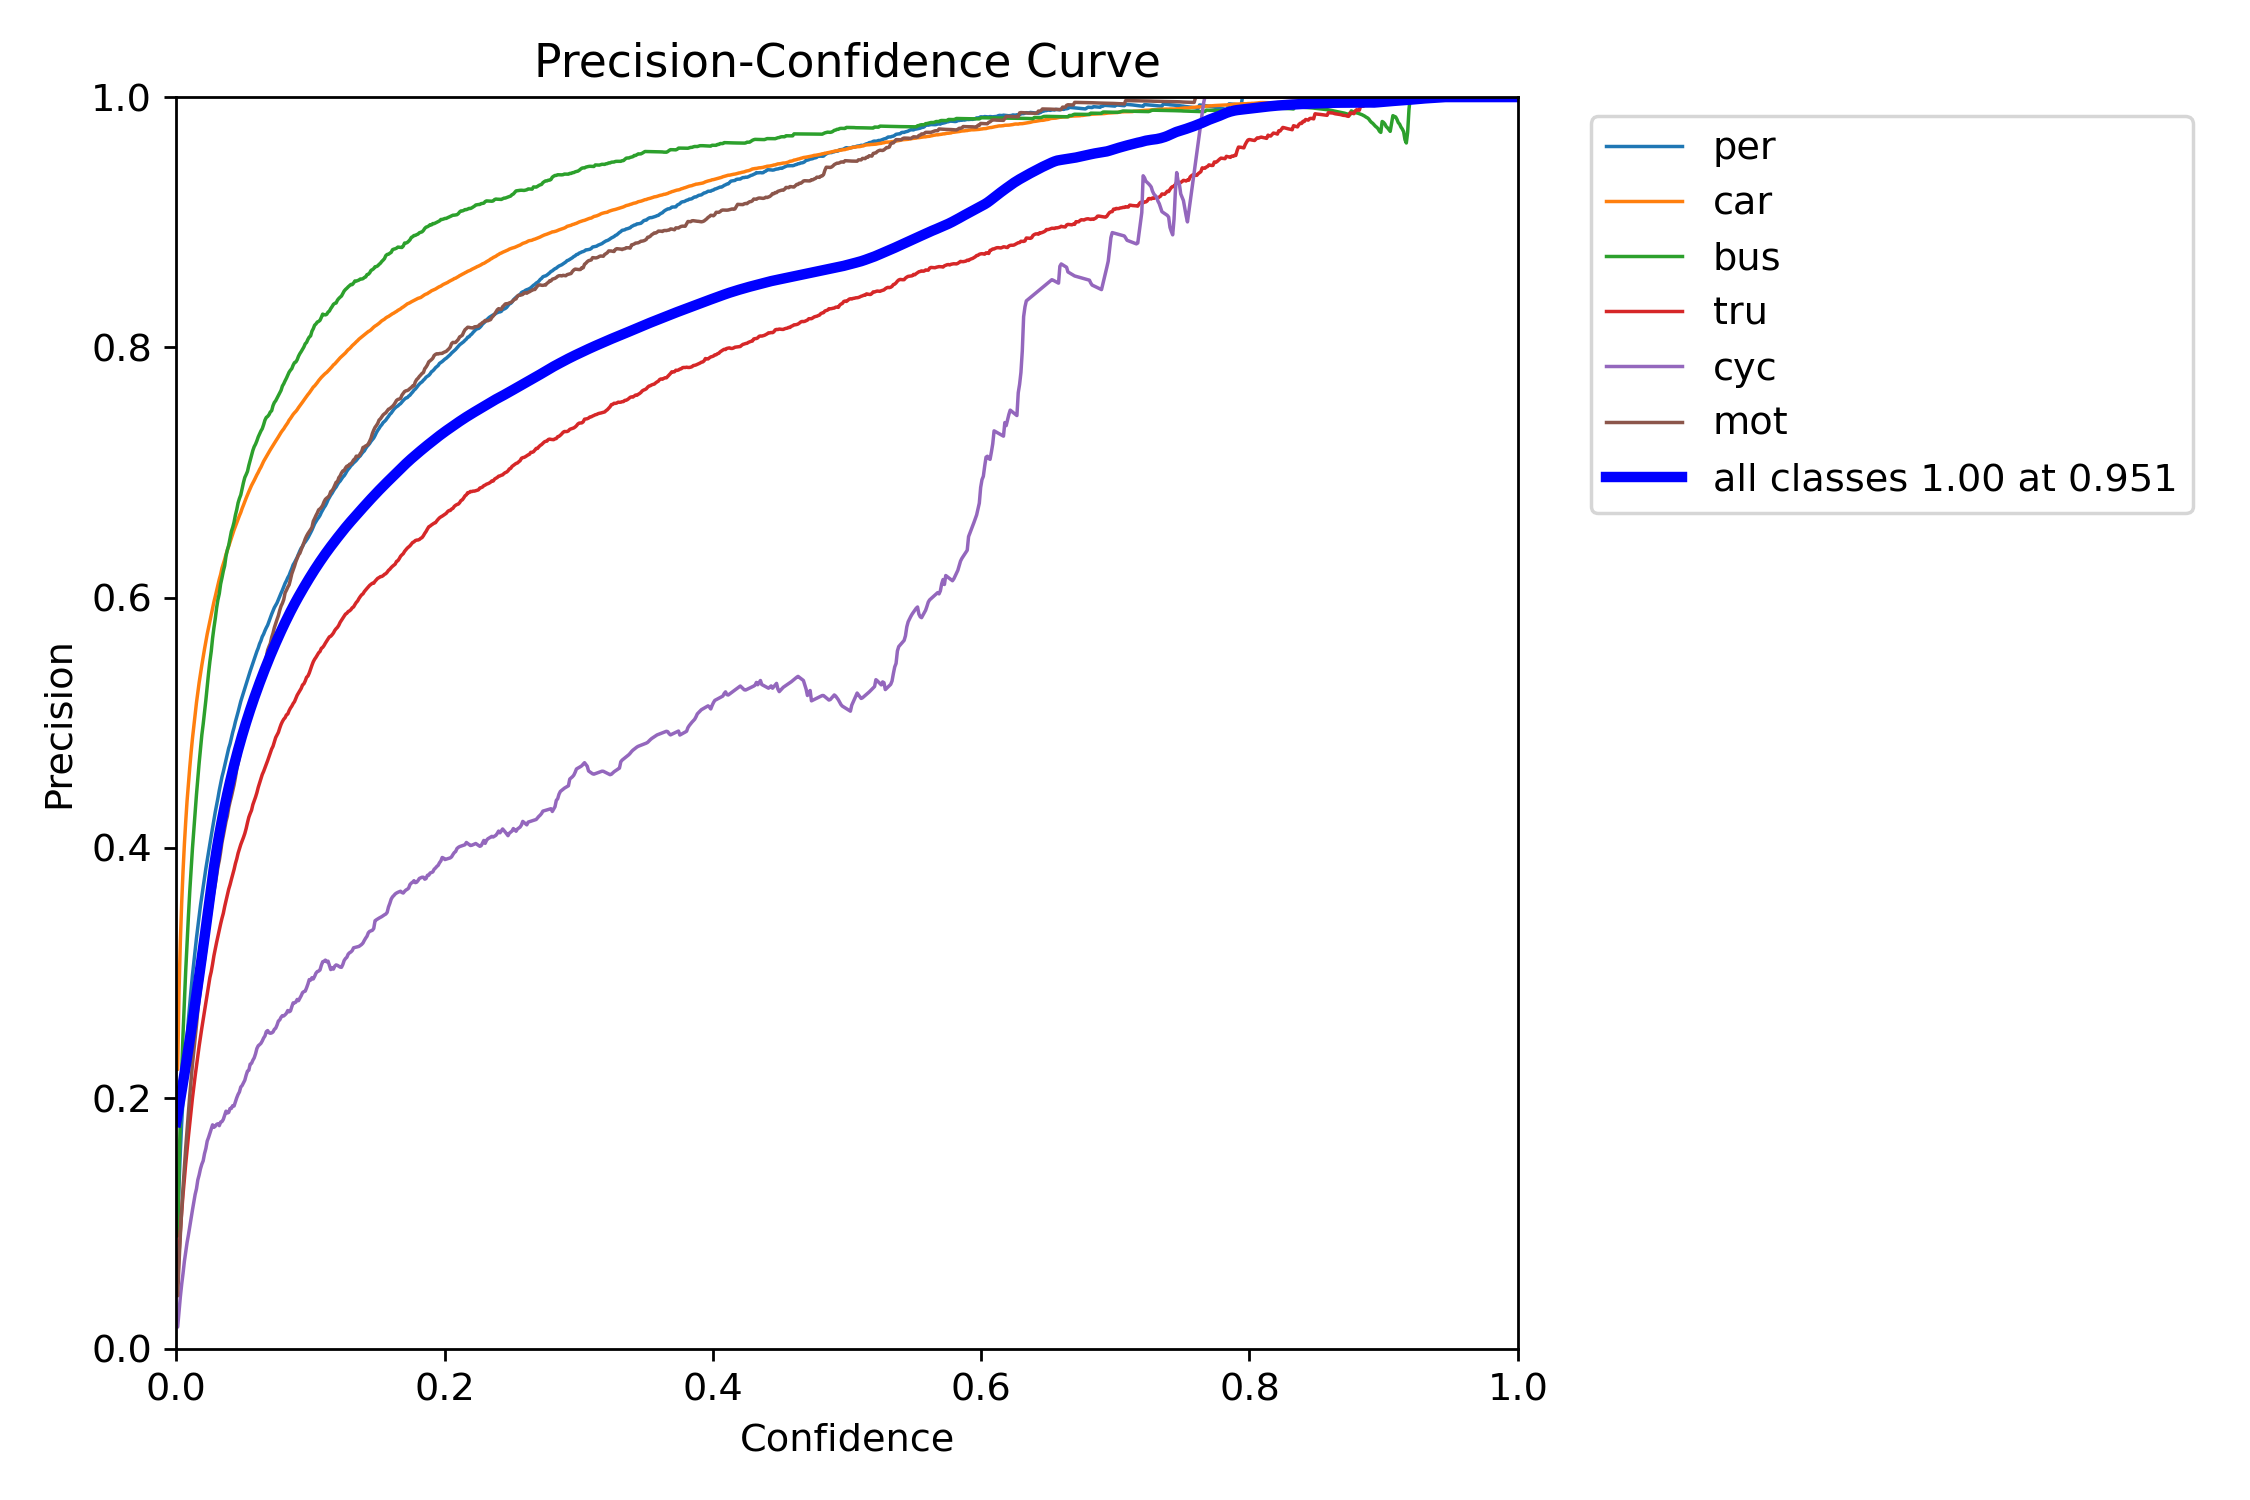 Precision-Confidence Curve
1.0
0.8
0.6
0.4
0.2
0.0
Precision
0.0 0.2 0.4 0.6 0.8 1.0
Confidence
per
car
bus
tru
cyc
mot
all classes 1.00 at 0.951